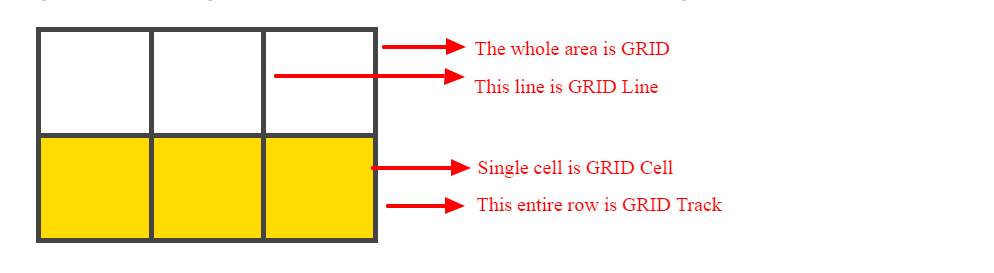 The whole area is GRID
This line is GRID Line
Single cell is GRID Cell
This entire row is GRID Track